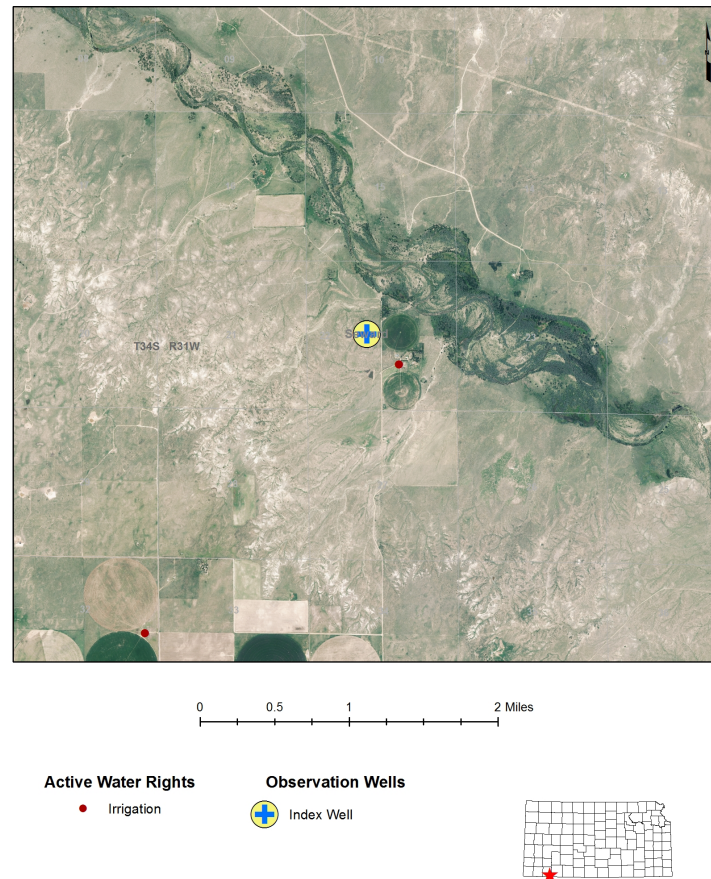 T34S R31W
0 0.5 1 2 Miles
Active Water Rights
Observation Wells
Irrigation
Index Well